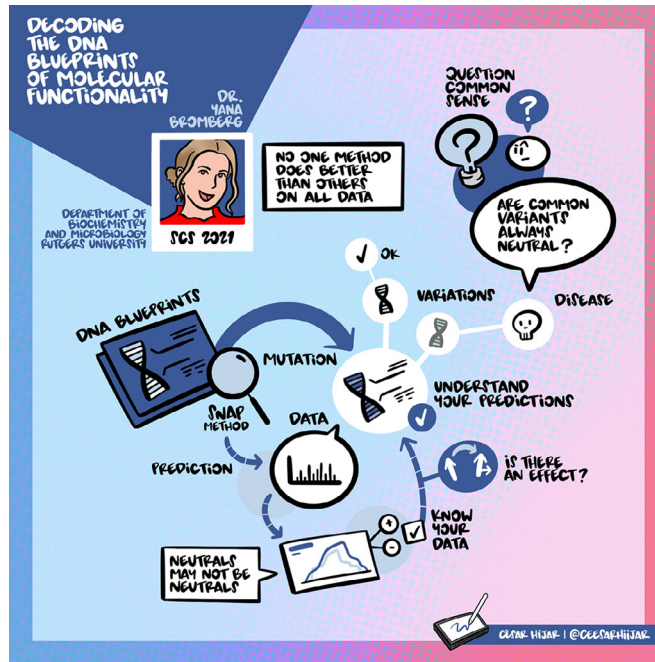 DECODING
THE DNA
BLUEPRINTS
OF MOLECULAR
FUNCTIONALITY
DR.
YANA
BROMBERG
DEPARTMENT OF
BIOCHEMISTRY
AND MICROBIOLOGY
RUTGERS UNIVERSITY
SCS 2021
NO ONE METHOD
DOES BETTER
THAN OTHERS
ON ALL DATA
QUESTION
COMMON
SENSE
?
?
ARE COMMON
VARIANTS
ALWAYS
NEUTRAL?
OK
VARIATIONS
DISEASE
DNA BLUEPRINTS
MUTATION
SNAP
METHOD
UNDERSTAND
YOUR PREDICTIONS
DATA
PREDICTION
IS THERE
AN EFFECT?
KNOW
YOUR
DATA
+
-
NEUTRALS
MAY NOT BE
NEUTRALS
CÉSAR HÍJAR | @CEESARHIJAR